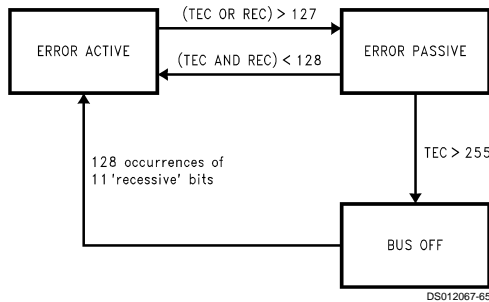 (TEC OR REC) > 127
ERROR ACTIVE
ERROR PASSIVE
(TEC AND REC) < 128
TEC > 255
128 occurrences of
11 'recessive' bits
BUS OFF
DS012067-65